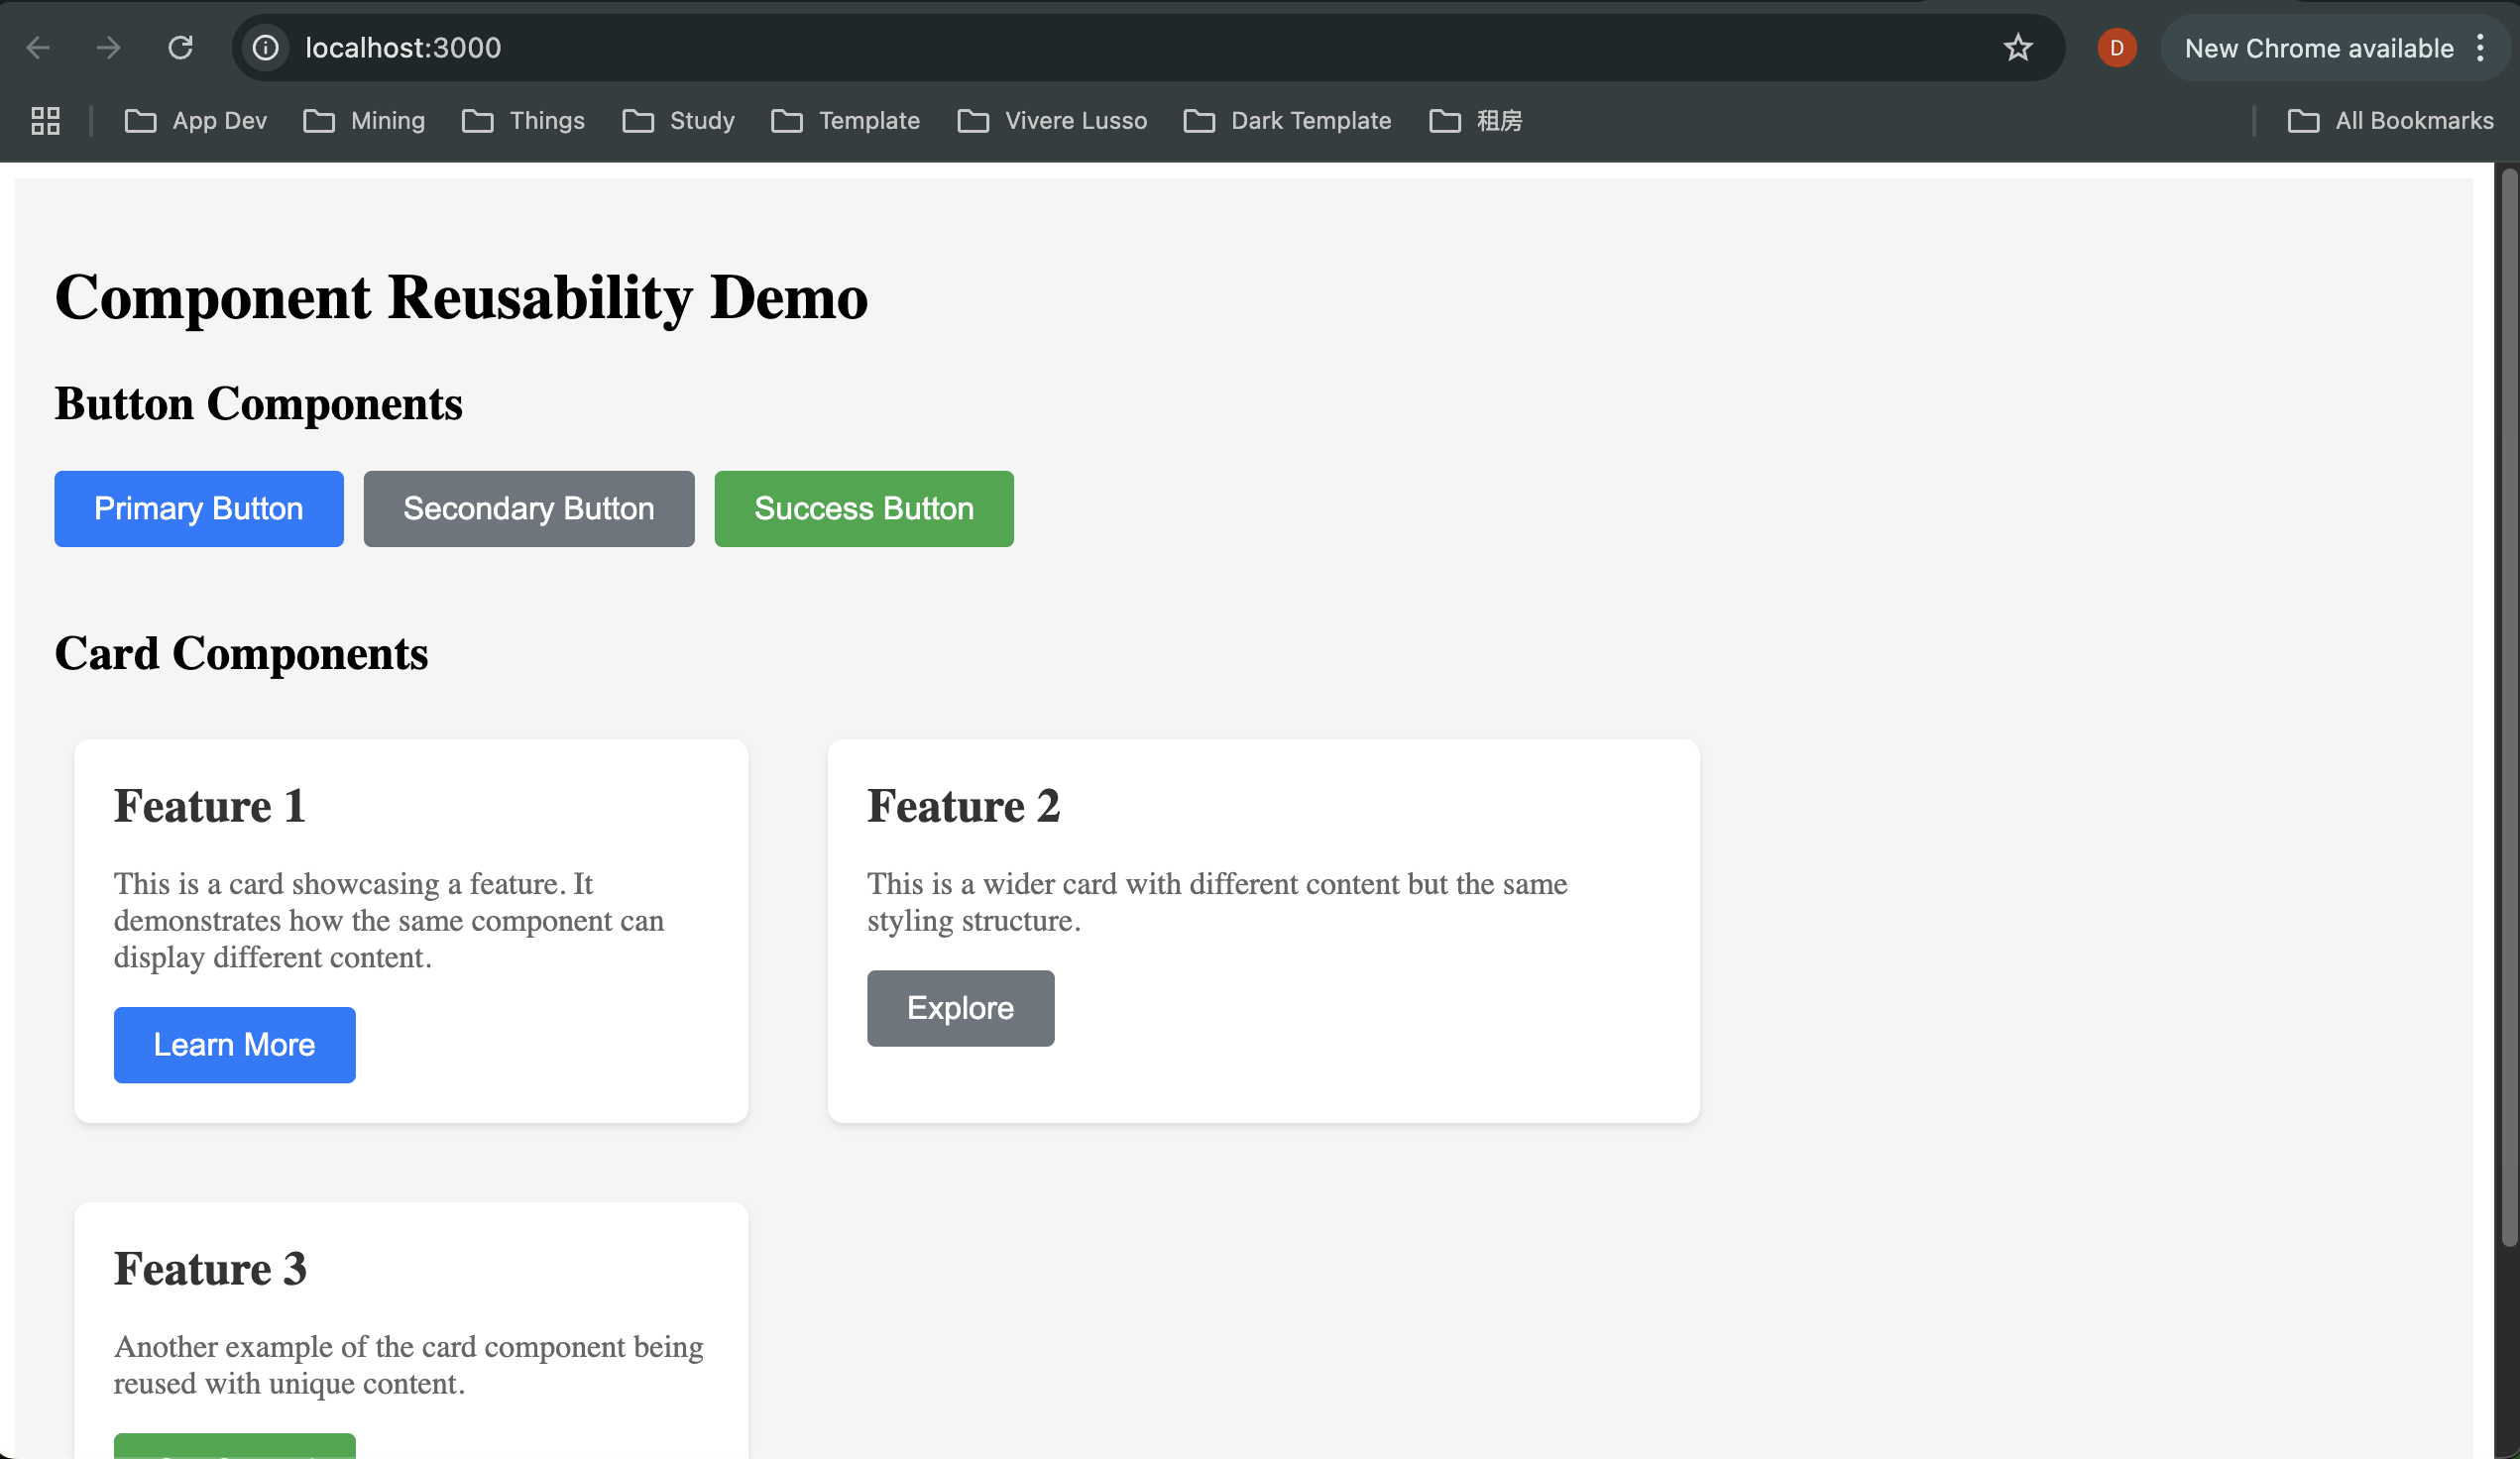 localhost:3000
D
New Chrome available
App Dev
Mining
Things
Study
Template
Vivere Lusso
Dark Template
租房
All Bookmarks
Component Reusability Demo
Button Components
Primary Button
Secondary Button
Success Button
Card Components
Feature 1
This is a card showcasing a feature. It
demonstrates how the same component can
display different content.
Learn More
Feature 2
This is a wider card with different content but the same
styling structure.
Explore
Feature 3
Another example of the card component being
reused with unique content.